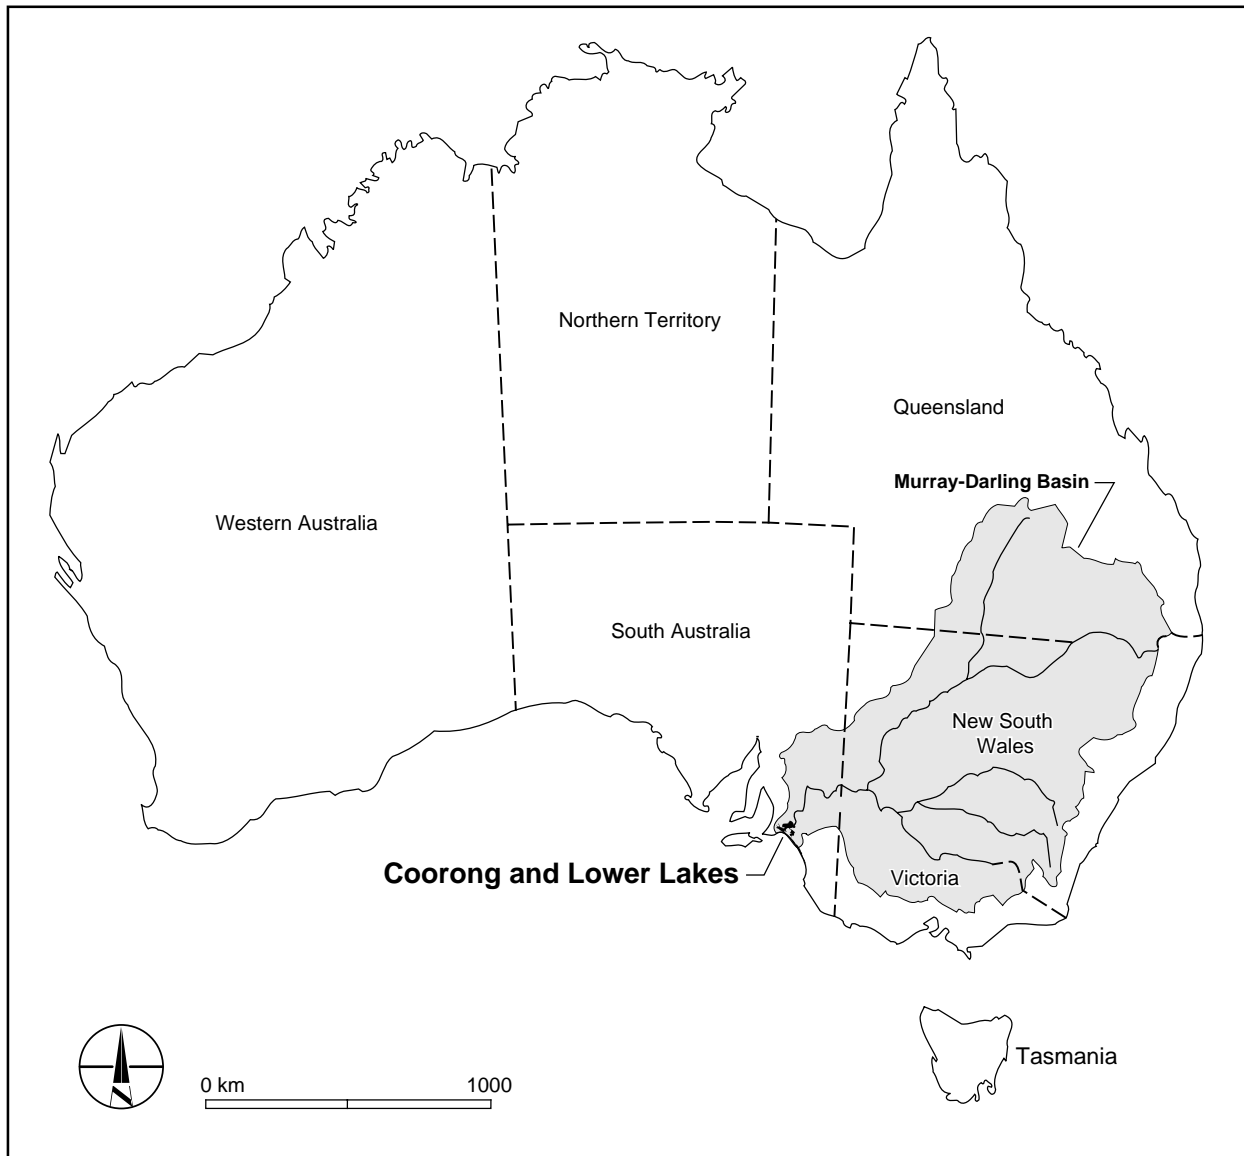 Northern Territory
Queensland
Murray-Darling Basin
Western Australia
South Australia
New South
Wales
Coorong and Lower Lakes
Victoria
Tasmania
N
0 km 1000